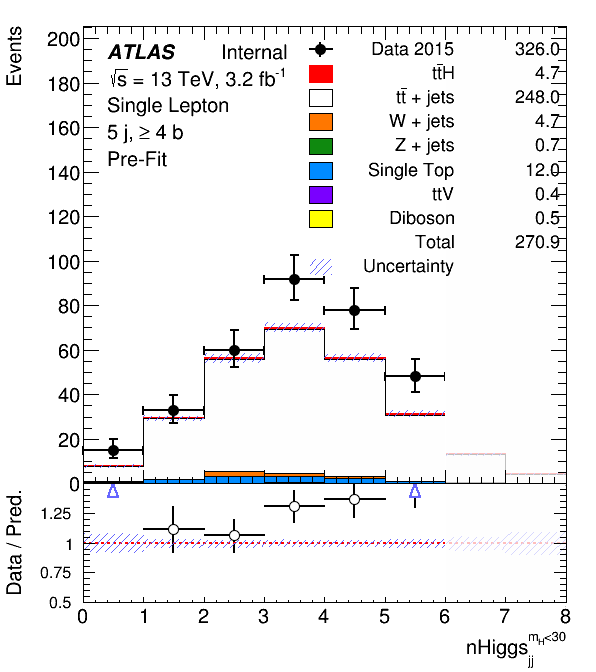 Events
200
180
160
140
120
100
80
60
40
20
0
ATLAS Internal
√s = 13 TeV, 3.2 fb⁻¹
Single Lepton
5 j, ≥ 4 b
Pre-Fit
Data 2015 326.0
tt̄H 4.7
tt̄ + jets 248.0
W + jets 4.7
Z + jets 0.7
Single Top 12.0
ttV 0.4
Diboson 0.5
Total 270.9
Uncertainty
Data / Pred.
1.25
1
0.75
0.5
0 1 2 3 4 5 6 7 8
nHiggs_jj^{m_H<30}